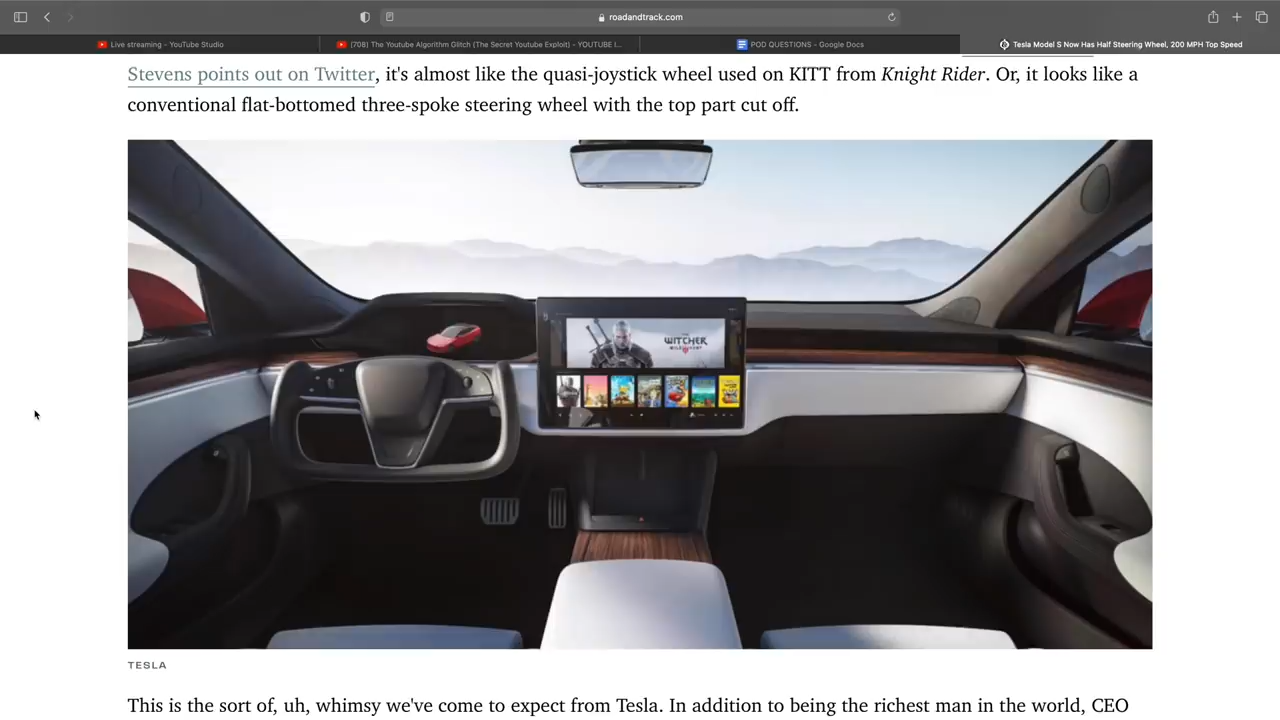 roadandtrack.com
Live streaming - YouTube Studio
(708) The Youtube Algorithm Glitch (The Secret Youtube Exploit) - YOUTUBE I...
POD QUESTIONS - Google Docs
Tesla Model S Now Has Half Steering Wheel, 200 MPH Top Speed
Stevens points out on Twitter, it's almost like the quasi-joystick wheel used on KITT from Knight Rider. Or, it looks like a
conventional flat-bottomed three-spoke steering wheel with the top part cut off.
THE
WITCHER
TESLA
This is the sort of, uh, whimsy we've come to expect from Tesla. In addition to being the richest man in the world, CEO